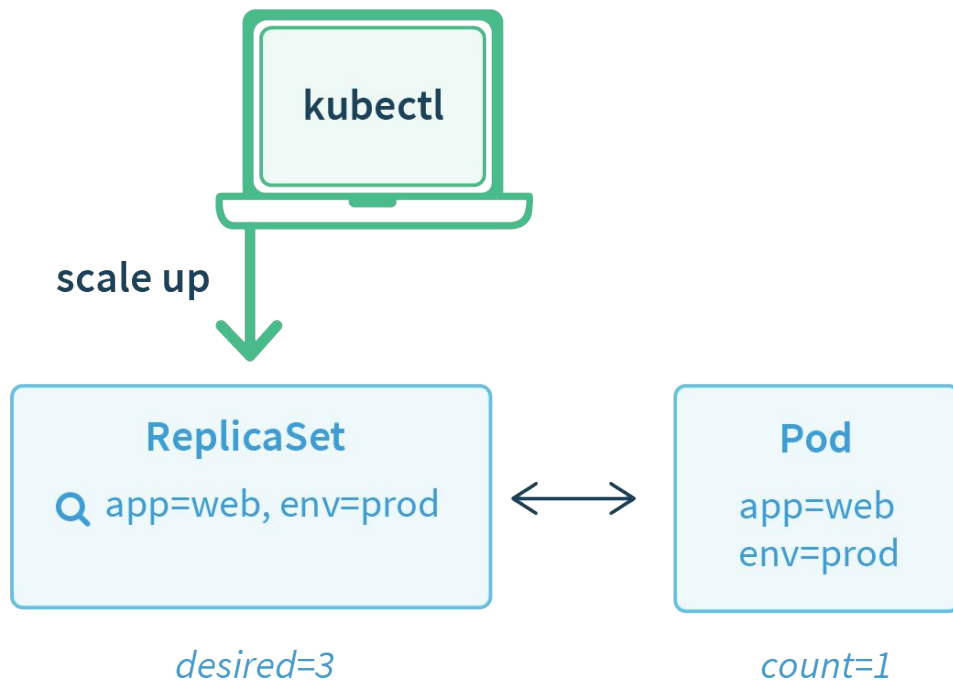 kubectl
scale up
ReplicaSet
app=web, env=prod
desired=3
Pod
app=web
env=prod
count=1